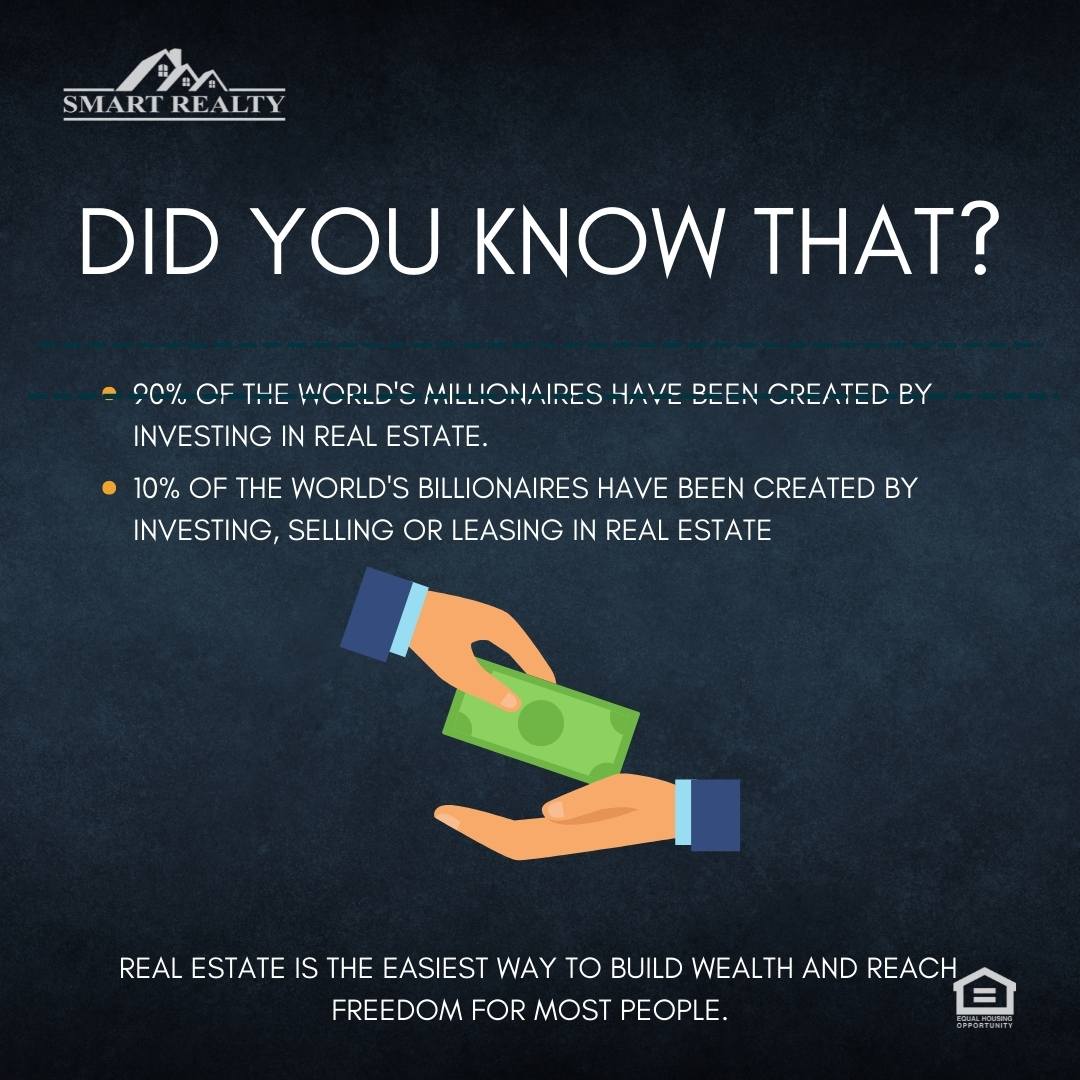 SMART REALTY
DID YOU KNOW THAT?
90% OF THE WORLD'S MILLIONAIRES HAVE BEEN CREATED BY
INVESTING IN REAL ESTATE.
10% OF THE WORLD'S BILLIONAIRES HAVE BEEN CREATED BY
INVESTING, SELLING OR LEASING IN REAL ESTATE
REAL ESTATE IS THE EASIEST WAY TO BUILD WEALTH AND REACH
FREEDOM FOR MOST PEOPLE.
EQUAL HOUSING
OPPORTUNITY